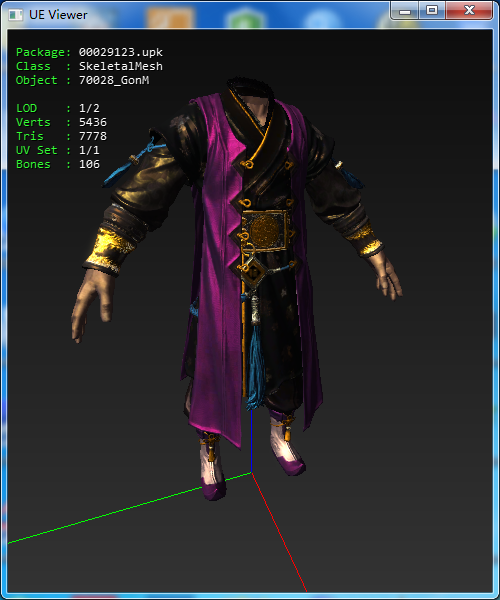 UE Viewer
Package: 00029123.upk
Class : SkeletalMesh
Object : 70028_GonM
LOD : 1/2
Verts : 5436
Tris : 7778
UV Set : 1/1
Bones : 106